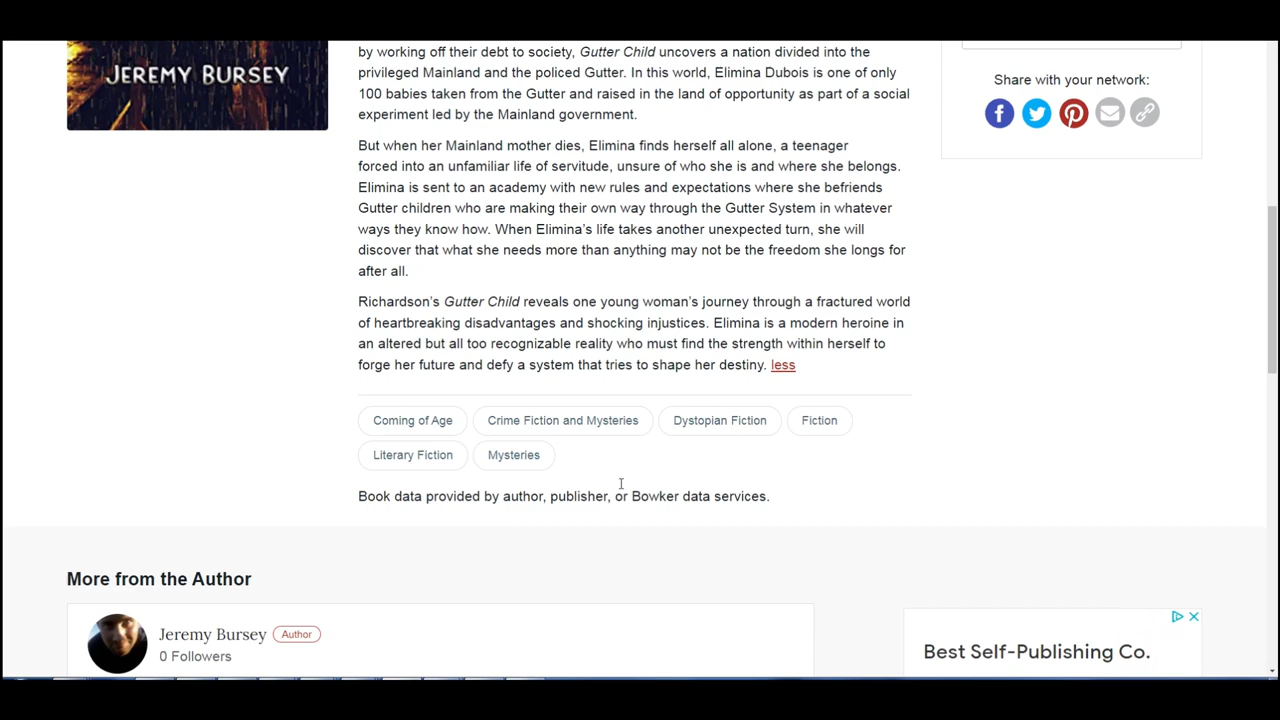 JEREMY BURSEY
by working off their debt to society, Gutter Child uncovers a nation divided into the
privileged Mainland and the policed Gutter. In this world, Elimina Dubois is one of only
100 babies taken from the Gutter and raised in the land of opportunity as part of a social
experiment led by the Mainland government.
But when her Mainland mother dies, Elimina finds herself all alone, a teenager
forced into an unfamiliar life of servitude, unsure of who she is and where she belongs.
Elimina is sent to an academy with new rules and expectations where she befriends
Gutter children who are making their own way through the Gutter System in whatever
ways they know how. When Elimina’s life takes another unexpected turn, she will
discover that what she needs more than anything may not be the freedom she longs for
after all.
Richardson’s Gutter Child reveals one young woman’s journey through a fractured world
of heartbreaking disadvantages and shocking injustices. Elimina is a modern heroine in
an altered but all too recognizable reality who must find the strength within herself to
forge her future and defy a system that tries to shape her destiny. less
Coming of Age
Crime Fiction and Mysteries
Dystopian Fiction
Fiction
Literary Fiction
Mysteries
Book data provided by author, publisher, or Bowker data services.
Share with your network:
More from the Author
Jeremy Bursey Author
0 Followers
Best Self-Publishing Co.